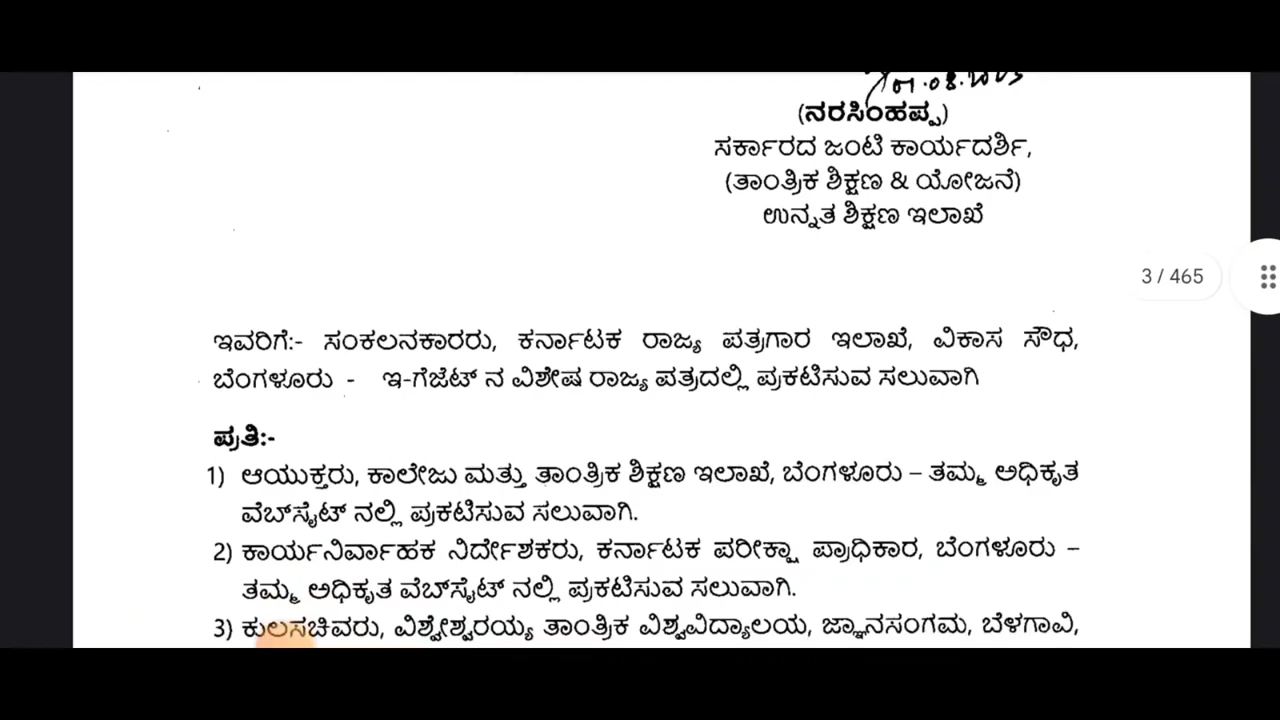 01.08.2025
(ನರಸಿಂಹಪ್ಪ)
ಸರ್ಕಾರದ ಜಂಟಿ ಕಾರ್ಯದರ್ಶಿ,
(ತಾಂತ್ರಿಕ ಶಿಕ್ಷಣ & ಯೋಜನೆ)
ಉನ್ನತ ಶಿಕ್ಷಣ ಇಲಾಖೆ
3 / 465
ಇವರಿಗೆ:- ಸಂಕಲನಕಾರರು, ಕರ್ನಾಟಕ ರಾಜ್ಯ ಪತ್ರಗಾರ ಇಲಾಖೆ, ವಿಕಾಸ ಸೌಧ,
ಬೆಂಗಳೂರು - ಇ-ಗೆಜೆಟ್ ನ ವಿಶೇಷ ರಾಜ್ಯ ಪತ್ರದಲ್ಲಿ ಪ್ರಕಟಿಸುವ ಸಲುವಾಗಿ
ಪ್ರತಿ:-
1) ಆಯುಕ್ತರು, ಕಾಲೇಜು ಮತ್ತು ತಾಂತ್ರಿಕ ಶಿಕ್ಷಣ ಇಲಾಖೆ, ಬೆಂಗಳೂರು – ತಮ್ಮ ಅಧಿಕೃತ
ವೆಬ್‌ಸೈಟ್ ನಲ್ಲಿ ಪ್ರಕಟಿಸುವ ಸಲುವಾಗಿ.
2) ಕಾರ್ಯನಿರ್ವಾಹಕ ನಿರ್ದೇಶಕರು, ಕರ್ನಾಟಕ ಪರೀಕ್ಷಾ ಪ್ರಾಧಿಕಾರ, ಬೆಂಗಳೂರು –
ತಮ್ಮ ಅಧಿಕೃತ ವೆಬ್‌ಸೈಟ್ ನಲ್ಲಿ ಪ್ರಕಟಿಸುವ ಸಲುವಾಗಿ.
3) ಕುಲಸಚಿವರು, ವಿಶ್ವೇಶ್ವರಯ್ಯ ತಾಂತ್ರಿಕ ವಿಶ್ವವಿದ್ಯಾಲಯ, ಜ್ಞಾನಸಂಗಮ, ಬೆಳಗಾವಿ,